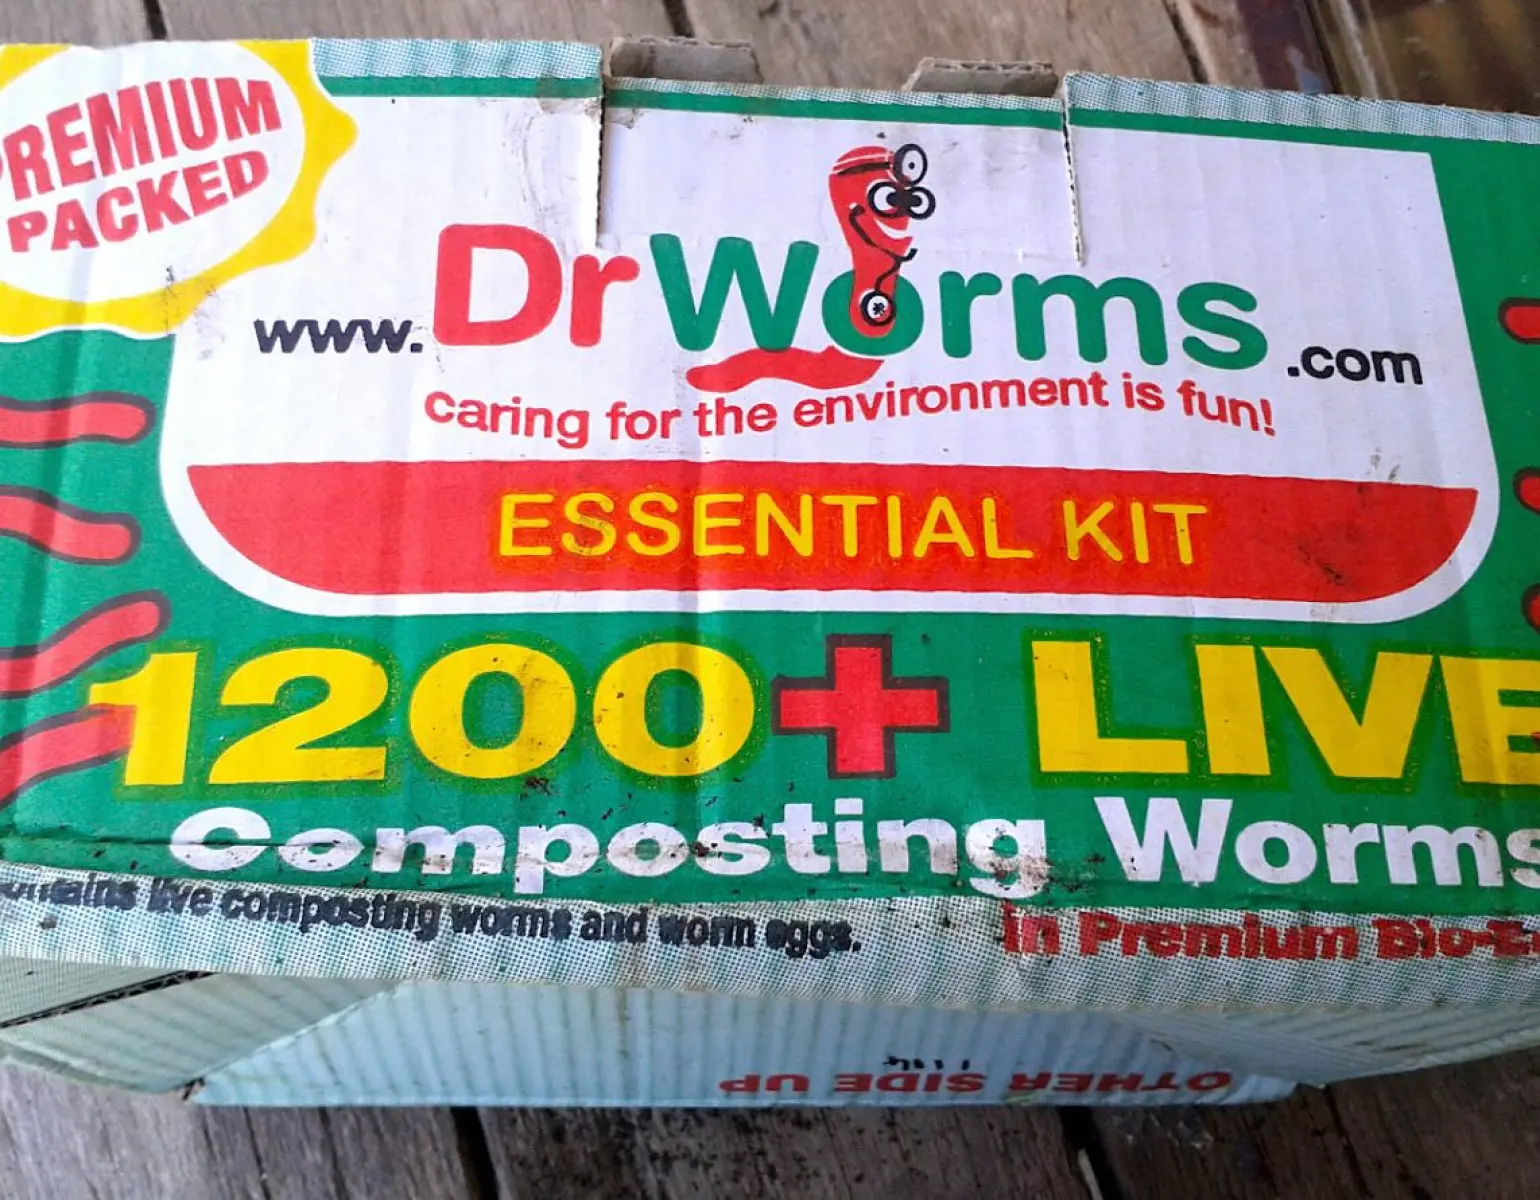 PREMIUM
PACKED
www.DrWorms.com
caring for the environment is fun!
ESSENTIAL KIT
1200+ LIVE
Composting Worms
live composting worms and worm eggs.
in Premium
OTHER SIDE UP